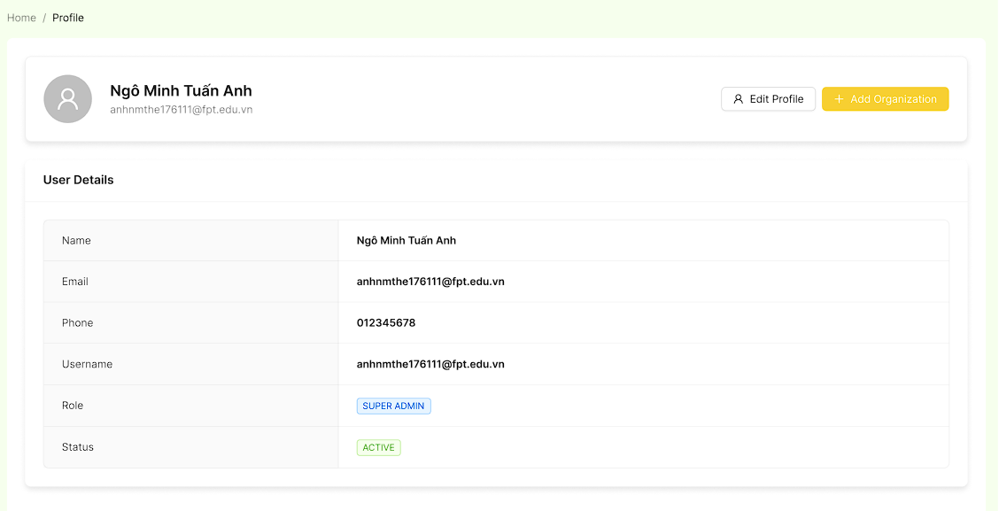 Home / Profile
Ngô Minh Tuấn Anh
anhnmthe176111@fpt.edu.vn
Edit Profile
+ Add Organization
User Details
Name Ngô Minh Tuấn Anh
Email anhnmthe176111@fpt.edu.vn
Phone 012345678
Username anhnmthe176111@fpt.edu.vn
Role SUPER ADMIN
Status ACTIVE